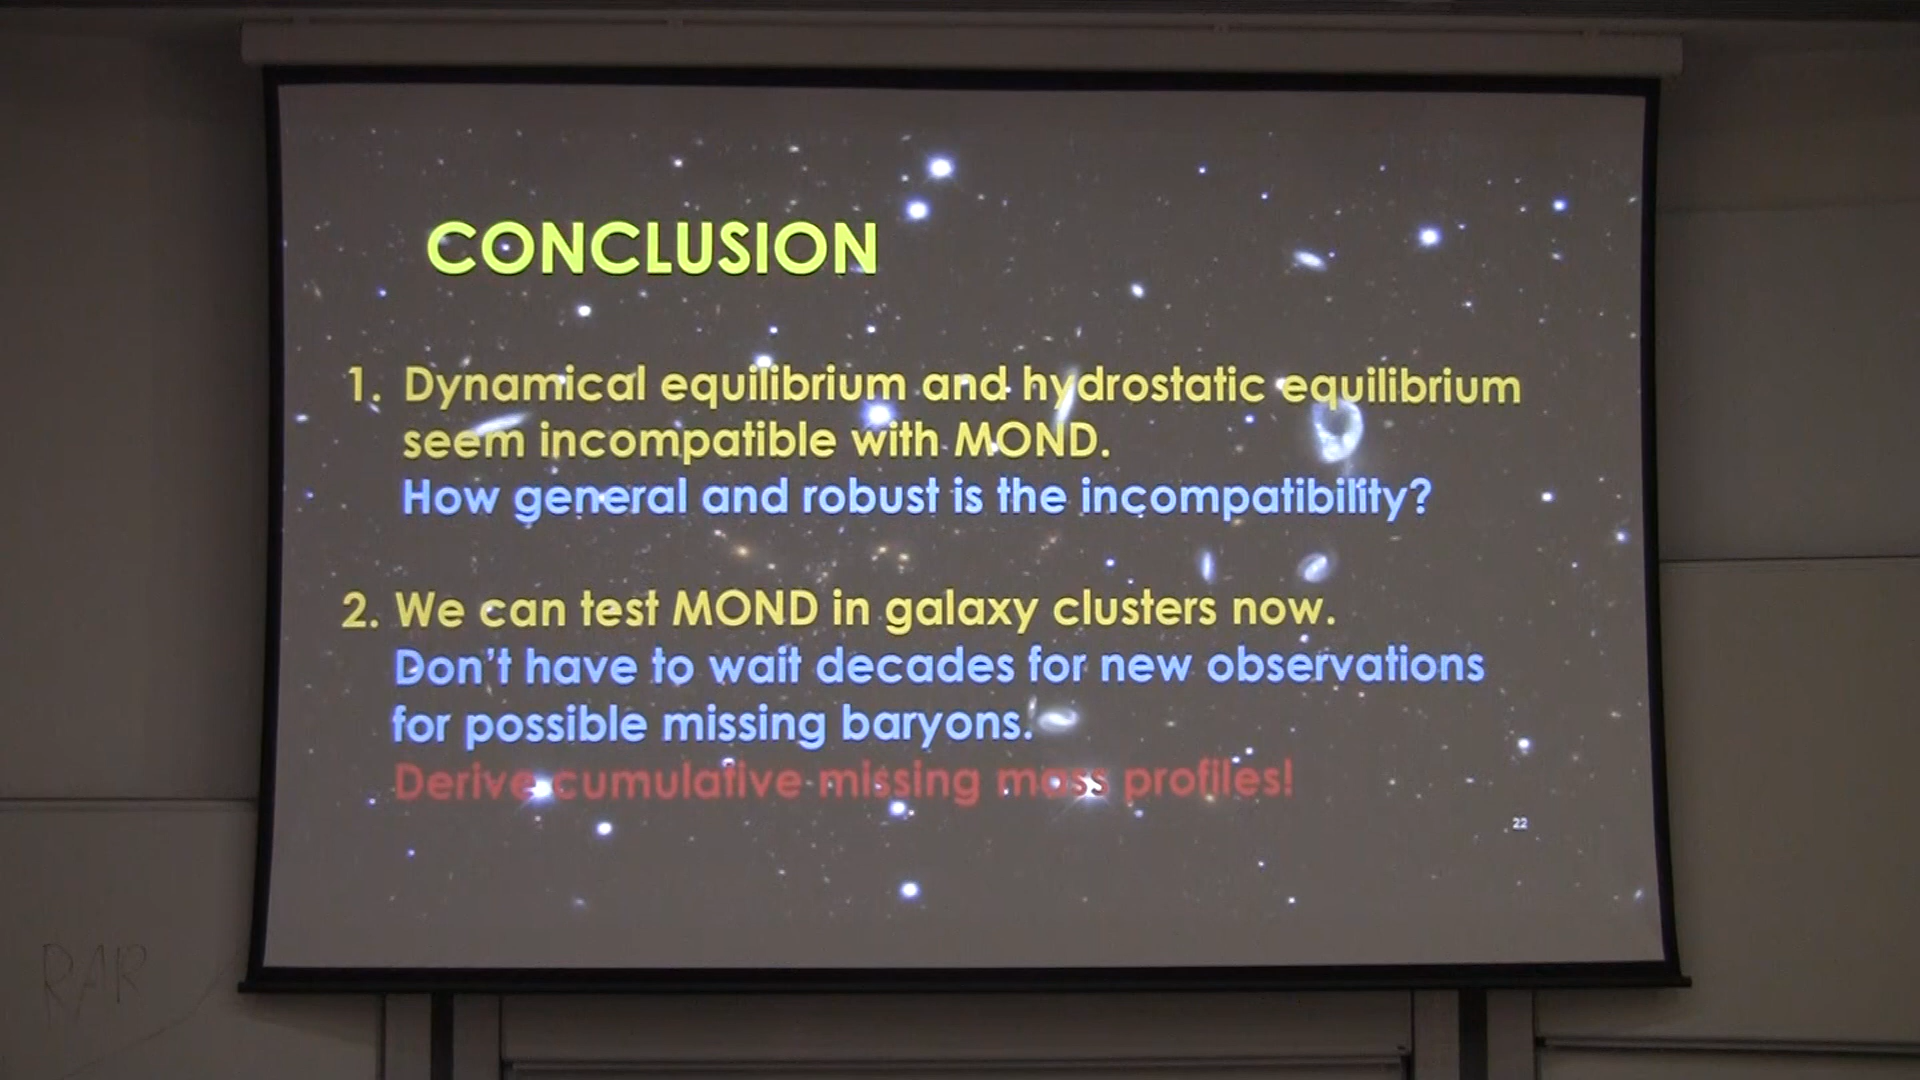 CONCLUSION
1. Dynamical equilibrium and hydrostatic equilibrium
seem incompatible with MOND.
How general and robust is the incompatibility?
2. We can test MOND in galaxy clusters now.
Don't have to wait decades for new observations
for possible missing baryons.
Derive cumulative missing mass profiles!
22
RAR